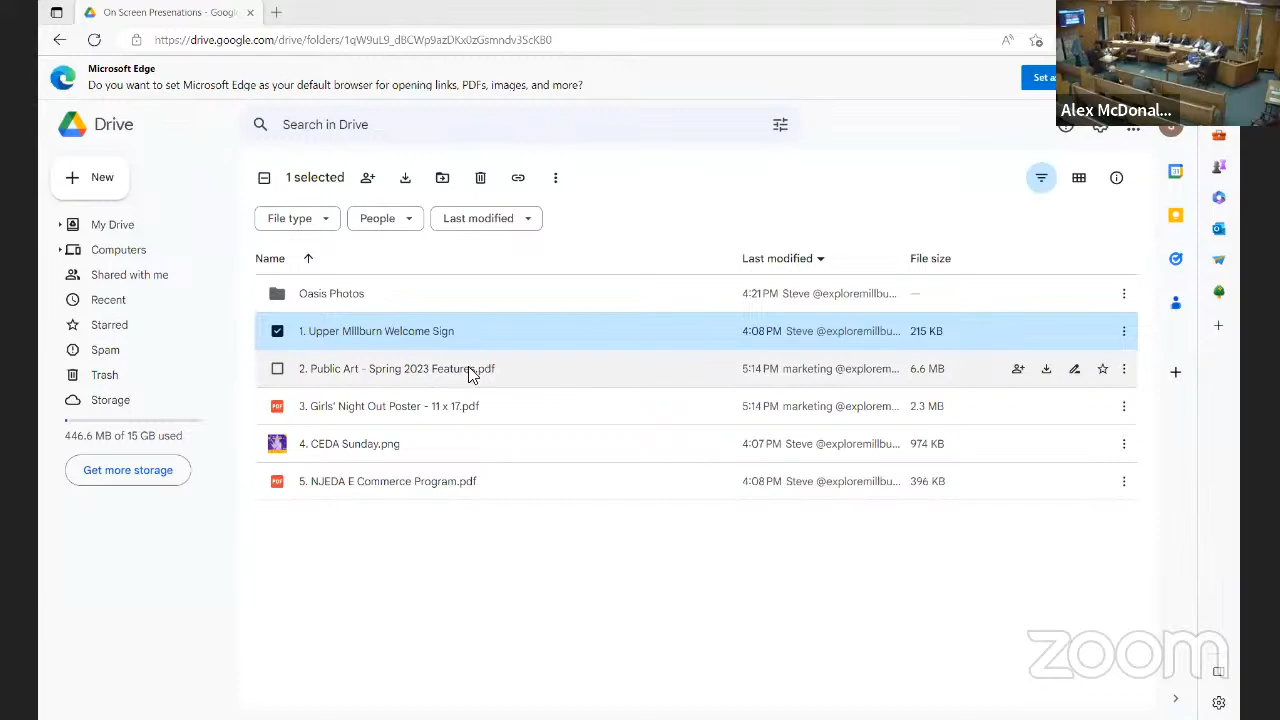 On Screen Presenations - Googl
https://drive.google.com/drive/folders/
Microsoft Edge
Do you want to set Microsoft Edge as your default browser for opening links, PDFs, images, and more?
Set a
Alex McDonal...
Drive
Search in Drive
New
1 selected
File type
People
Last modified
My Drive
Computers
Shared with me
Recent
Starred
Spam
Trash
Storage
446.6 MB of 15 GB used
Get more storage
Name
Last modified
File size
Oasis Photos
4:21 PM Steve @exploremillbu... —
1. Upper MIllburn Welcome Sign
4:08 PM Steve @exploremillbu... 215 KB
2. Public Art - Spring 2023 Features.pdf
5:14 PM marketing @explorem... 6.6 MB
PDF
3. Girls' Night Out Poster - 11 x 17.pdf
5:14 PM marketing @explorem... 2.3 MB
4. CEDA Sunday.png
4:07 PM Steve @exploremillbu... 974 KB
PDF
5. NJEDA E Commerce Program.pdf
4:08 PM Steve @exploremillbu... 396 KB
zoom